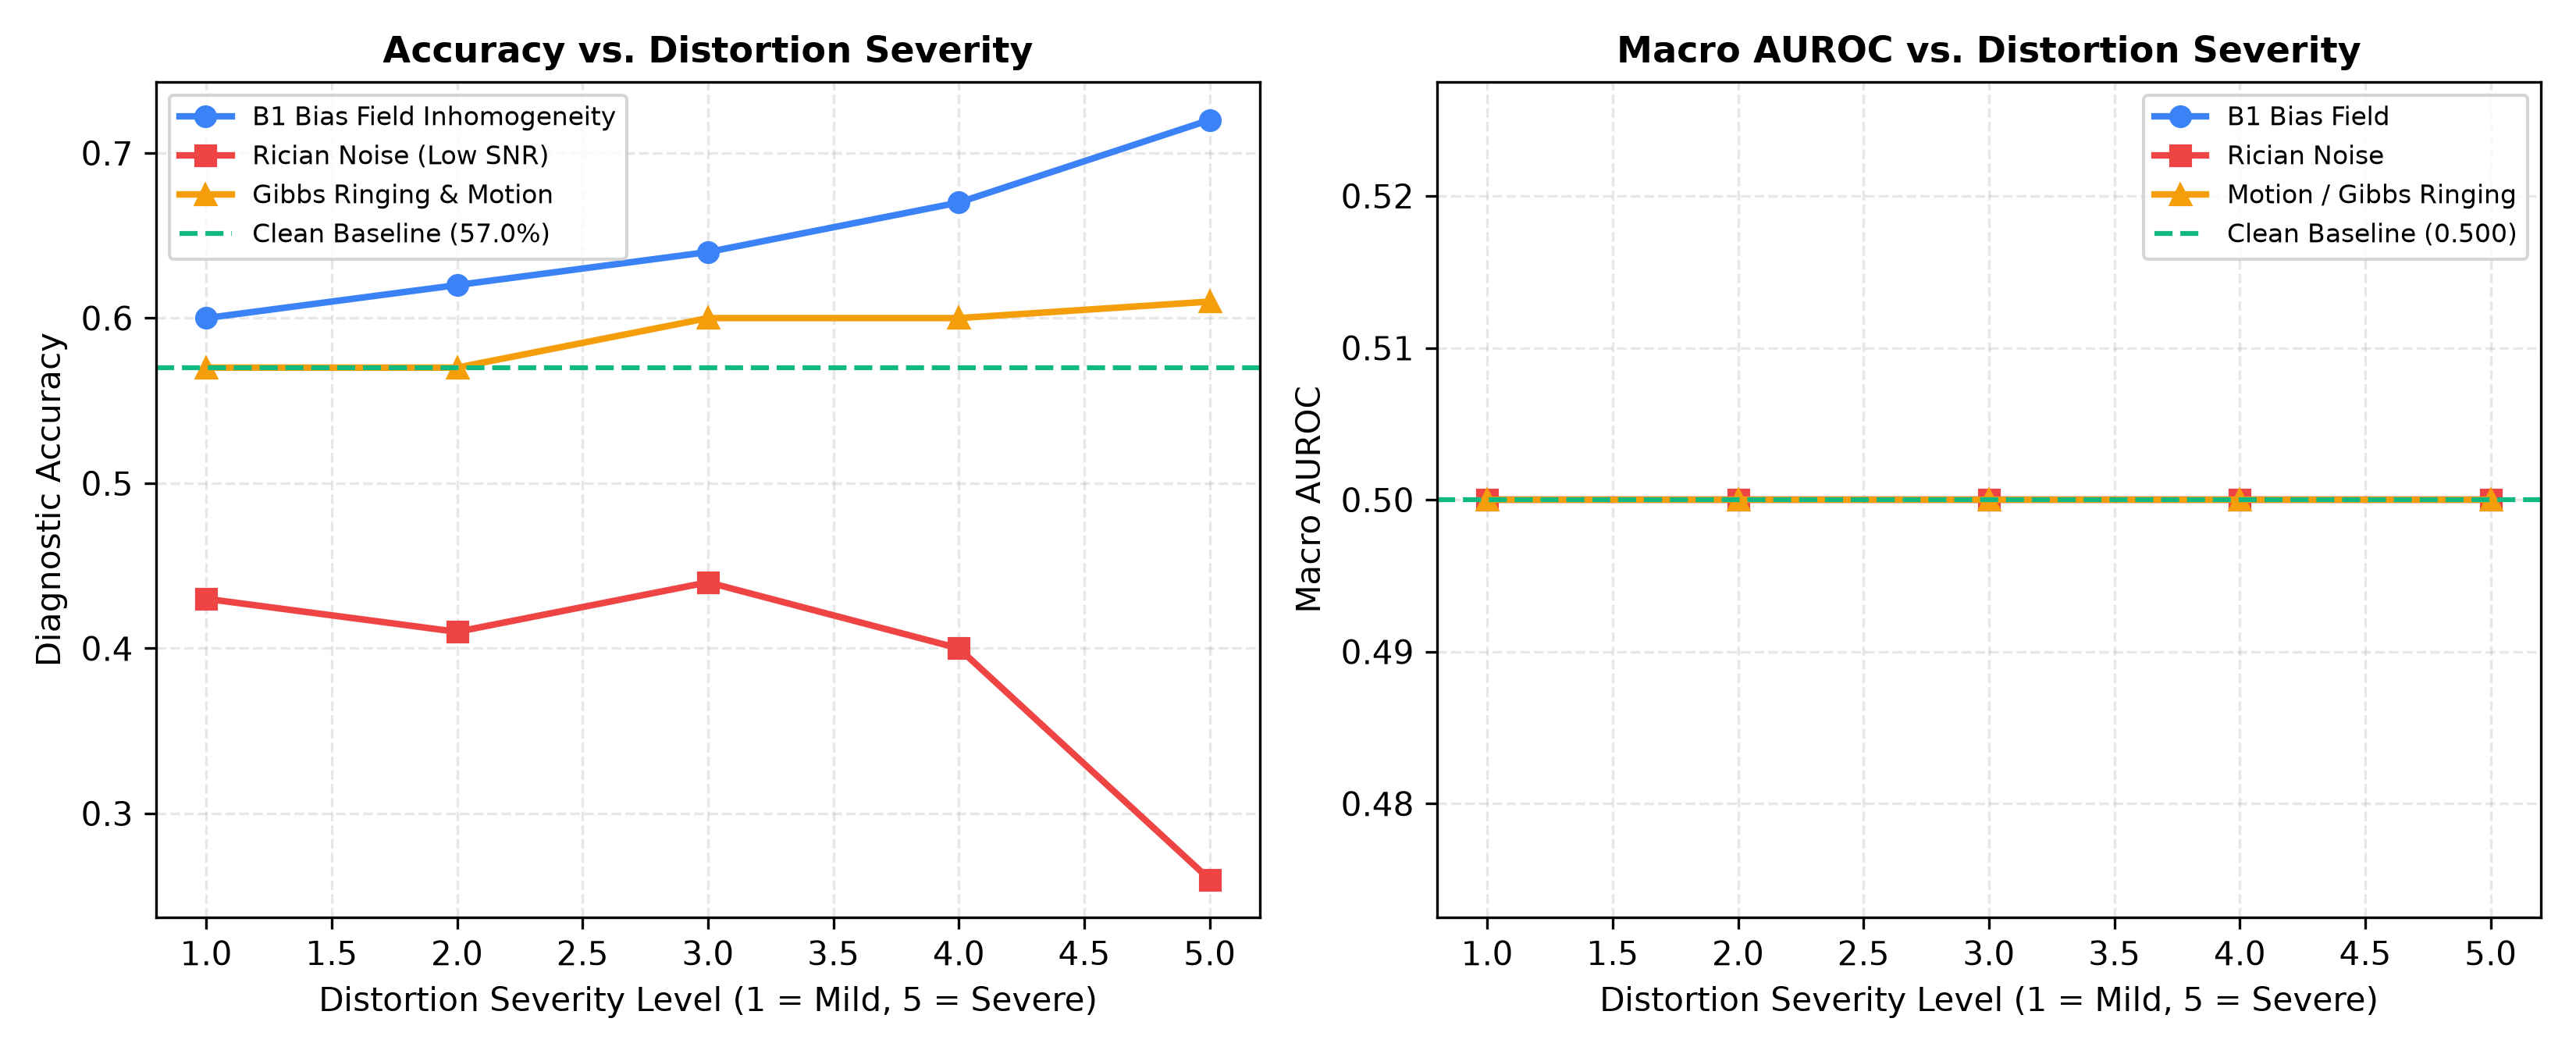 Accuracy vs. Distortion Severity
B1 Bias Field Inhomogeneity
Rician Noise (Low SNR)
Gibbs Ringing & Motion
Clean Baseline (57.0%)
Diagnostic Accuracy
0.7
0.6
0.5
0.4
0.3
1.0 1.5 2.0 2.5 3.0 3.5 4.0 4.5 5.0
Distortion Severity Level (1 = Mild, 5 = Severe)
Macro AUROC vs. Distortion Severity
B1 Bias Field
Rician Noise
Motion / Gibbs Ringing
Clean Baseline (0.500)
Macro AUROC
0.52
0.51
0.50
0.49
0.48
1.0 1.5 2.0 2.5 3.0 3.5 4.0 4.5 5.0
Distortion Severity Level (1 = Mild, 5 = Severe)